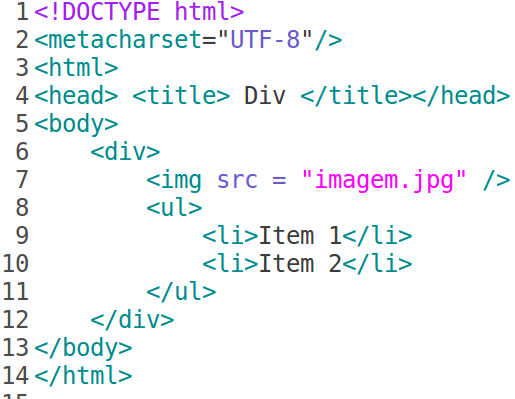 1 <!DOCTYPE html>
2 <metacharset="UTF-8"/>
3 <html>
4 <head> <title> Div </title></head>
5 <body>
6     <div>
7         <img src = "imagem.jpg" />
8         <ul>
9             <li>Item 1</li>
10             <li>Item 2</li>
11         </ul>
12     </div>
13 </body>
14 </html>